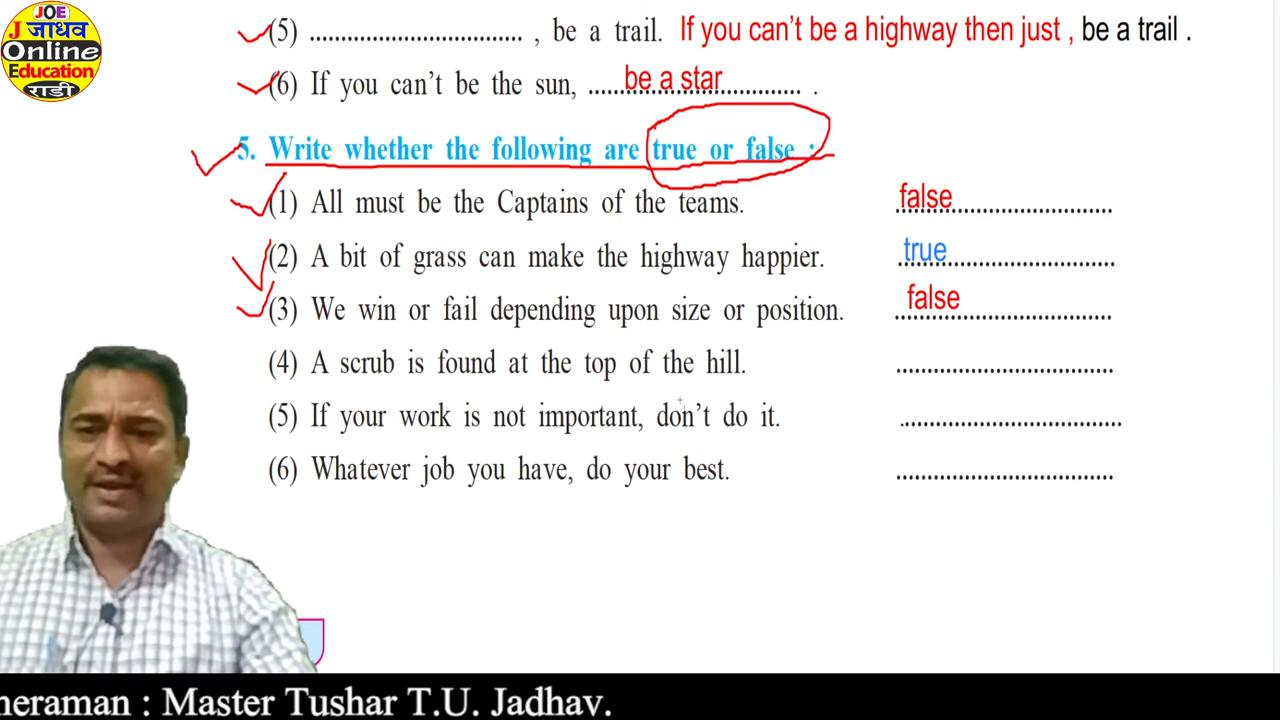 JOE
J जाधव
Online
Education
राडी
(5) .................................. , be a trail. If you can't be a highway then just , be a trail .
(6) If you can't be the sun, .................................. . be a star
5. Write whether the following are true or false :
(1) All must be the Captains of the teams. .................................. false
(2) A bit of grass can make the highway happier. .................................. true
(3) We win or fail depending upon size or position. .................................. false
(4) A scrub is found at the top of the hill. ..................................
(5) If your work is not important, don't do it. ..................................
(6) Whatever job you have, do your best. ..................................
meraman : Master Tushar T.U. Jadhav.